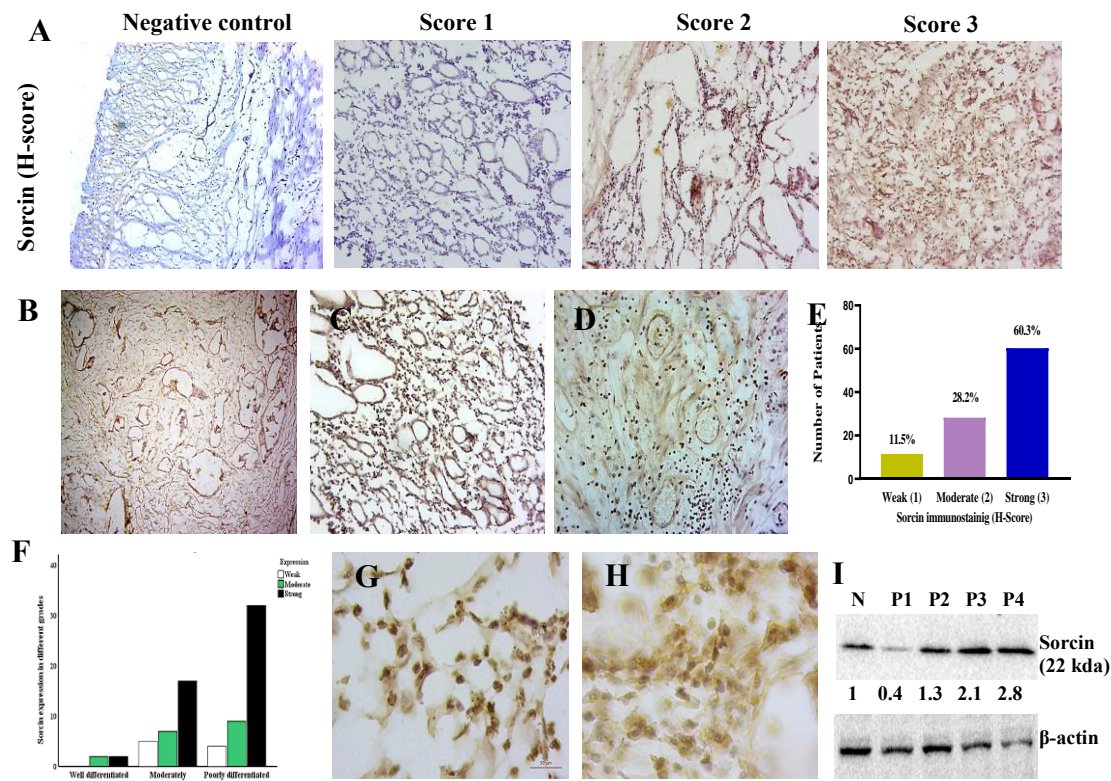 A
Negative control
Score 1
Score 2
Score 3
Sorcin (H-score)
B
C
D
E
80
60
40
20
0
Number of Patients
11.5%
28.2%
60.3%
Weak (1)
Moderate (2)
Strong (3)
Sorcin immunostainig (H-Score)
F
Expression
Weak
Moderate
Strong
40
30
20
10
0
Sorcin expression in different grades
Well differentiated
Moderately
Poorly differentiated
G
H
I
N P1 P2 P3 P4
Sorcin
(22 kda)
1 0.4 1.3 2.1 2.8
β-actin